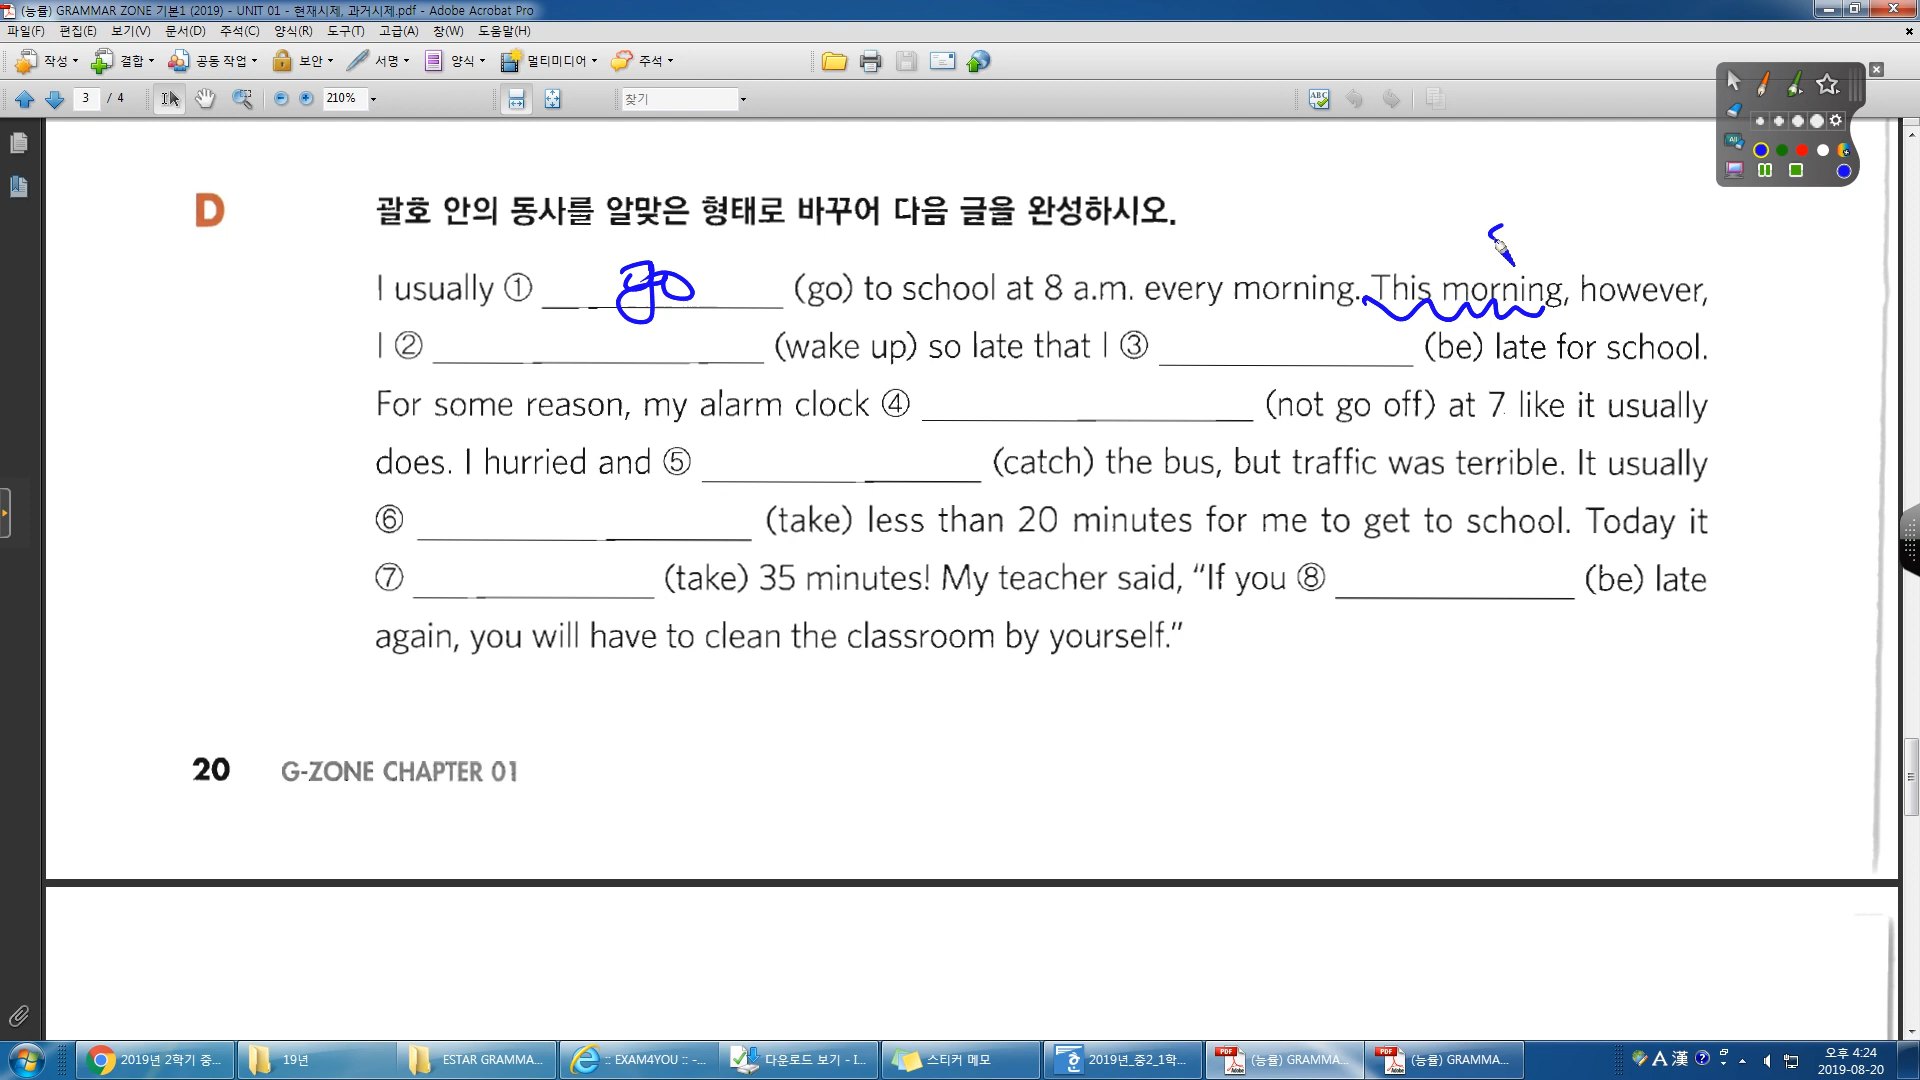 (능률) GRAMMAR ZONE 기본1 (2019) - UNIT 01 - 현재시제, 과거시제.pdf - Adobe Acrobat Pro
파일(F) 편집(E) 보기(V) 문서(D) 주석(C) 양식(R) 도구(T) 고급(A) 창(W) 도움말(H)
작성 결합 공동 작업 보안 서명 양식 멀티미디어 주석
3 / 4 210% 찾기
D 괄호 안의 동사를 알맞은 형태로 바꾸어 다음 글을 완성하시오.
I usually ① go (go) to school at 8 a.m. every morning. This morning, however,
I ② (wake up) so late that I ③ (be) late for school.
For some reason, my alarm clock ④ (not go off) at 7 like it usually
does. I hurried and ⑤ (catch) the bus, but traffic was terrible. It usually
⑥ (take) less than 20 minutes for me to get to school. Today it
⑦ (take) 35 minutes! My teacher said, “If you ⑧ (be) late
again, you will have to clean the classroom by yourself.”
20 G-ZONE CHAPTER 01
2019년 2학기 중... 19년 ESTAR GRAMMA... :: EXAM4YOU :: -... 다운로드 보기 - I... 스티커 메모 2019년_중2_1학... (능률) GRAMMA... (능률) GRAMMA... A 漢 오후 4:24
2019-08-20